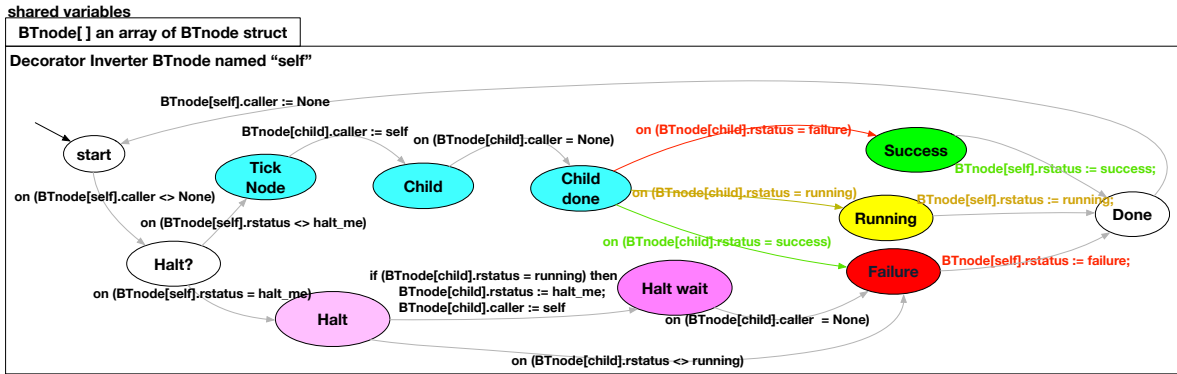 shared variables
BTnode[ ] an array of BTnode struct
Decorator Inverter BTnode named “self”
BTnode[self].caller := None
BTnode[child].caller := self
on (BTnode[child].caller = None)
on (BTnode[child].rstatus = failure)
start
Tick
Node
Child
Child
done
Success
BTnode[self].rstatus := success;
on (BTnode[self].caller <> None)
on (BTnode[child].rstatus = running)
BTnode[self].rstatus := running;
on (BTnode[self].rstatus <> halt_me)
Running
Done
on (BTnode[child].rstatus = success)
Halt?
BTnode[self].rstatus := failure;
Failure
if (BTnode[child].rstatus = running) then
BTnode[child].rstatus := halt_me;
BTnode[child].caller := self
Halt wait
on (BTnode[self].rstatus = halt_me)
Halt
on (BTnode[child].caller = None)
on (BTnode[child].rstatus <> running)